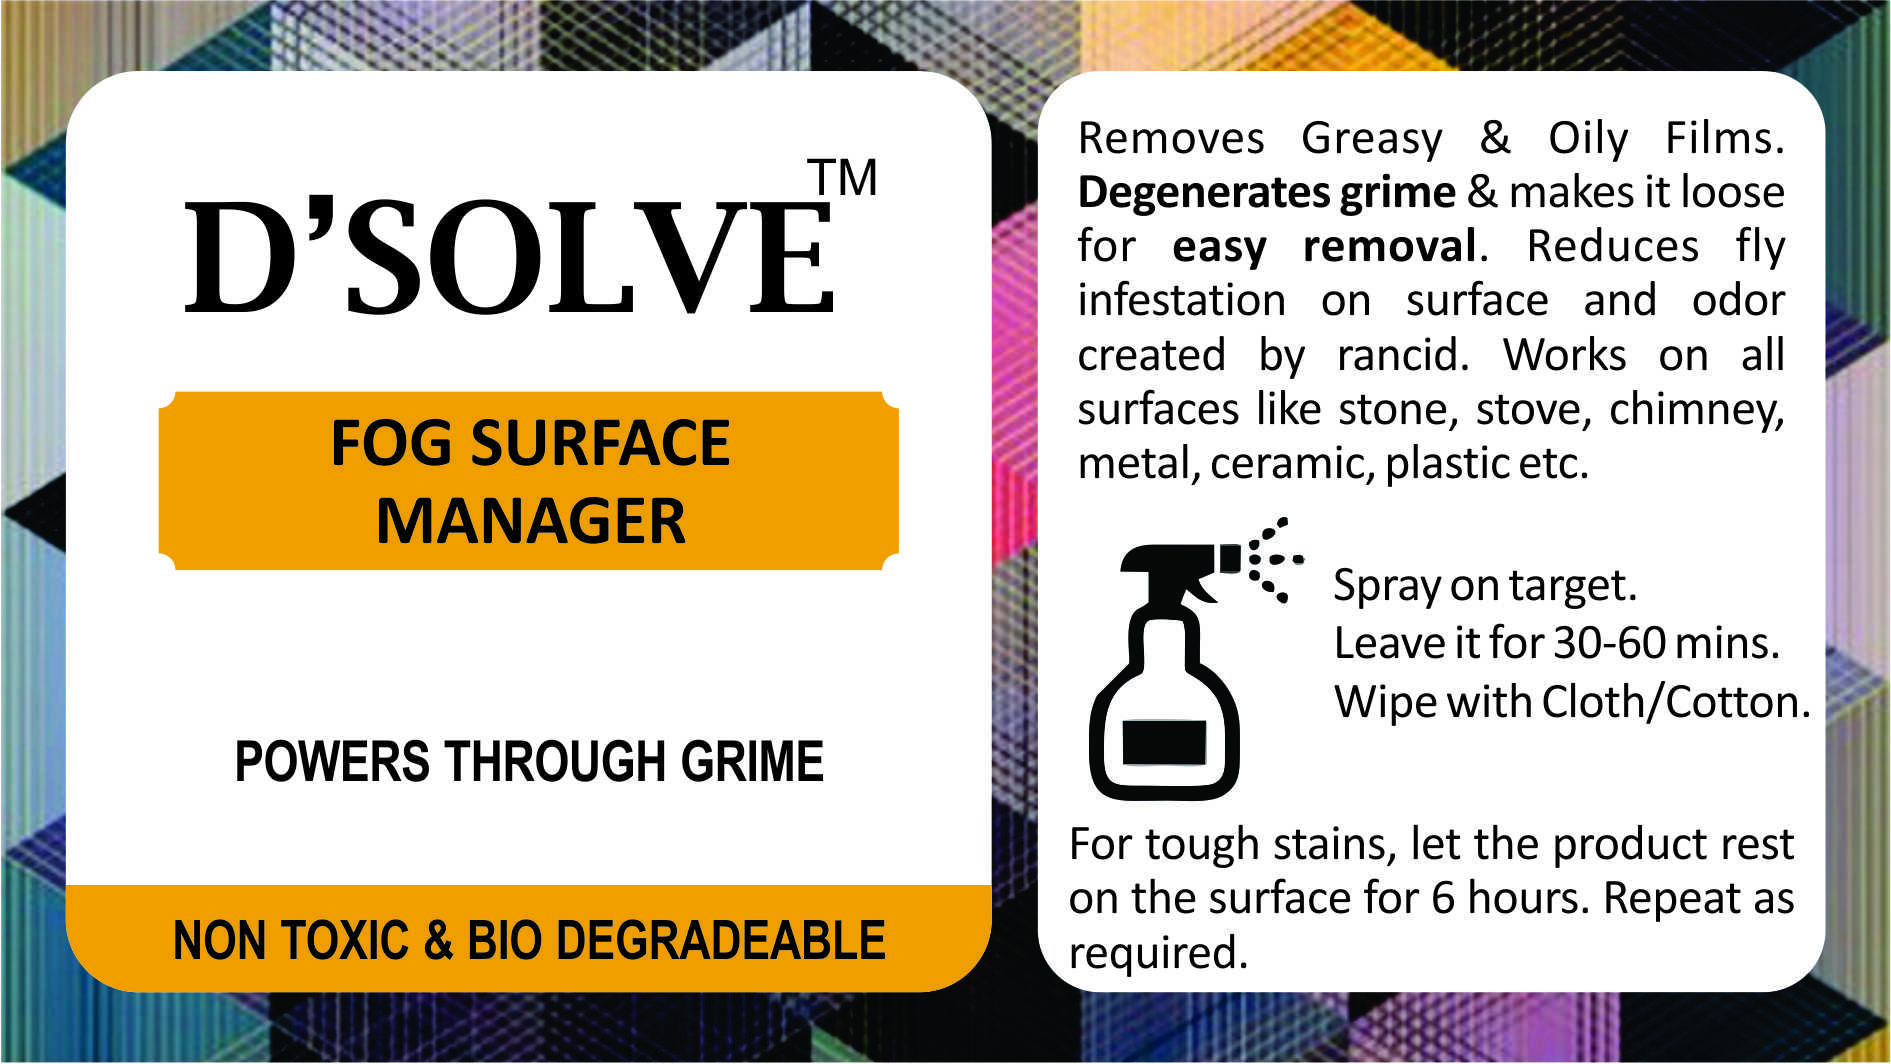 D’SOLVE™
FOG SURFACE
MANAGER
POWERS THROUGH GRIME
NON TOXIC & BIO DEGRADEABLE
Removes Greasy & Oily Films.
Degenerates grime & makes it loose
for easy removal. Reduces fly
infestation on surface and odor
created by rancid. Works on all
surfaces like stone, stove, chimney,
metal, ceramic, plastic etc.
Spray on target.
Leave it for 30-60 mins.
Wipe with Cloth/Cotton.
For tough stains, let the product rest
on the surface for 6 hours. Repeat as
required.